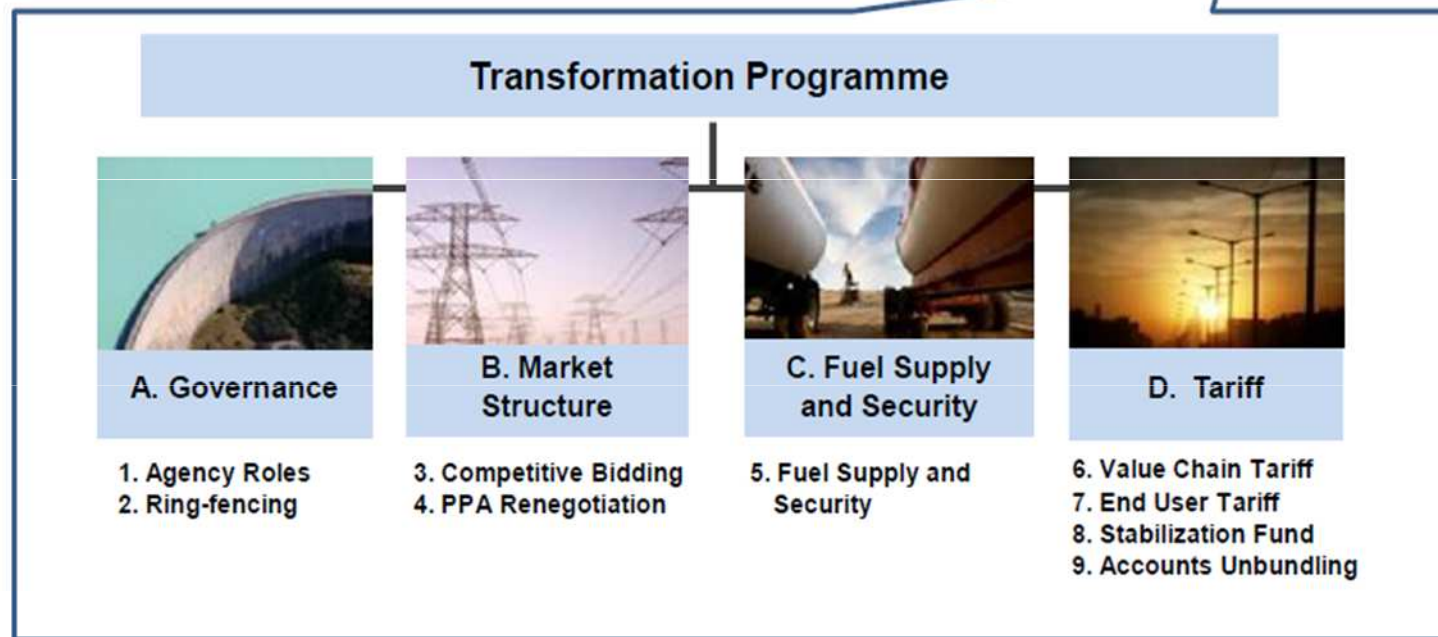 Transformation Programme
A. Governance
1. Agency Roles
2. Ring-fencing
B. Market
Structure
3. Competitive Bidding
4. PPA Renegotiation
C. Fuel Supply
and Security
5. Fuel Supply and
Security
D. Tariff
6. Value Chain Tariff
7. End User Tariff
8. Stabilization Fund
9. Accounts Unbundling